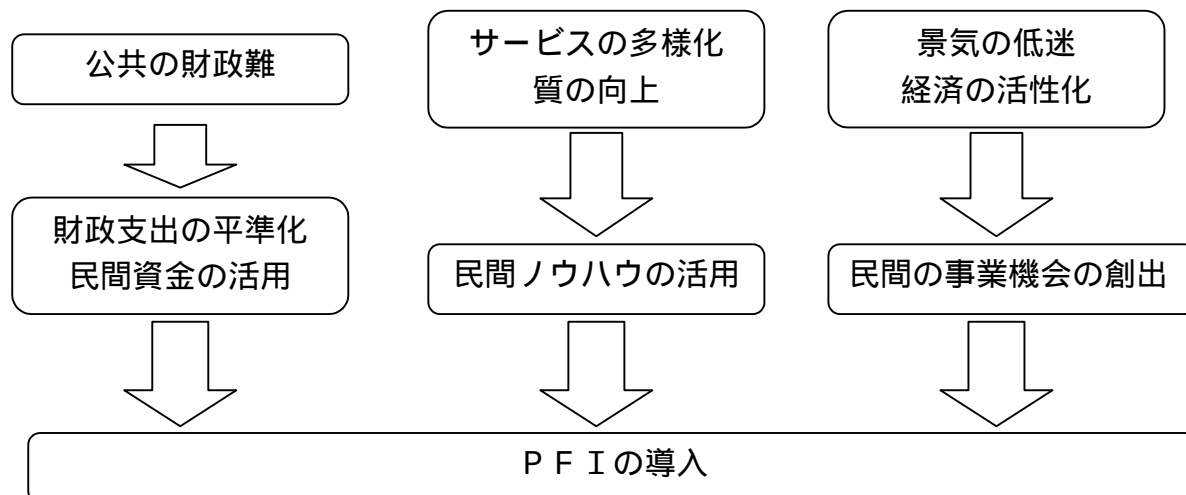 公共の財政難
サービスの多様化
質の向上
景気の低迷
経済の活性化
財政支出の平準化
民間資金の活用
民間ノウハウの活用
民間の事業機会の創出
ＰＦＩの導入